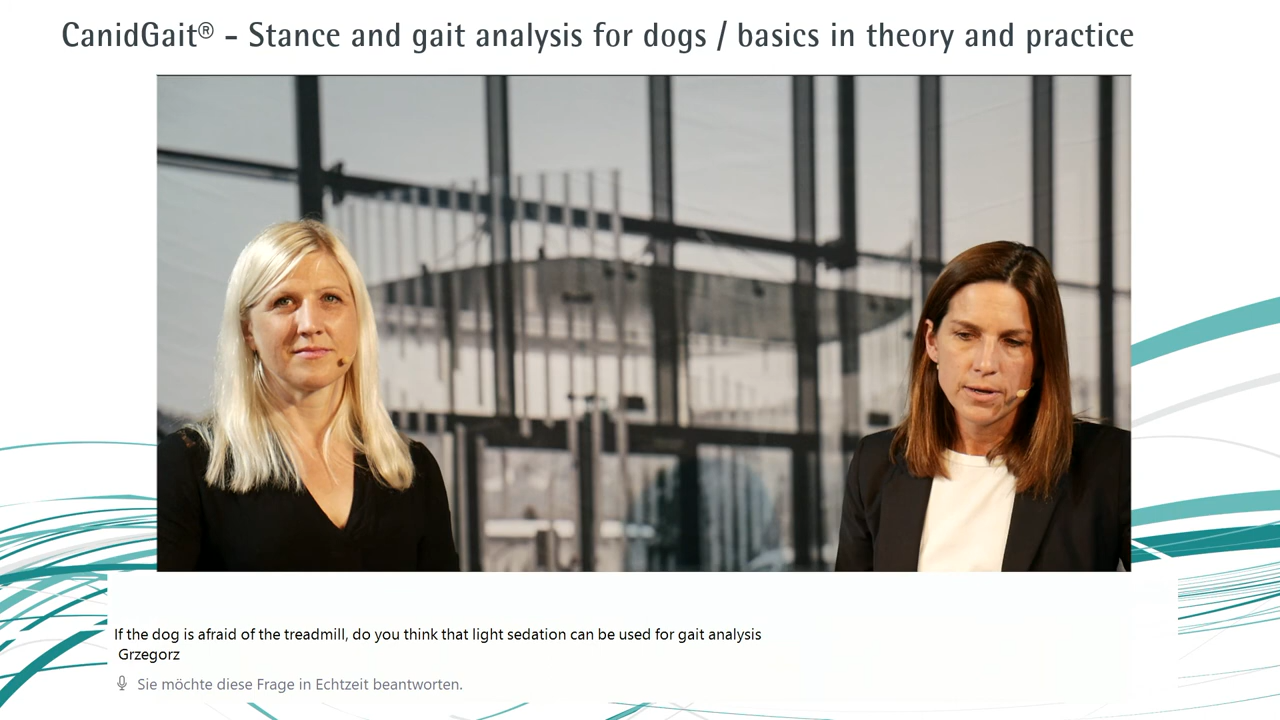 CanidGait® - Stance and gait analysis for dogs / basics in theory and practice
If the dog is afraid of the treadmill, do you think that light sedation can be used for gait analysis
Grzegorz
Sie möchte diese Frage in Echtzeit beantworten.